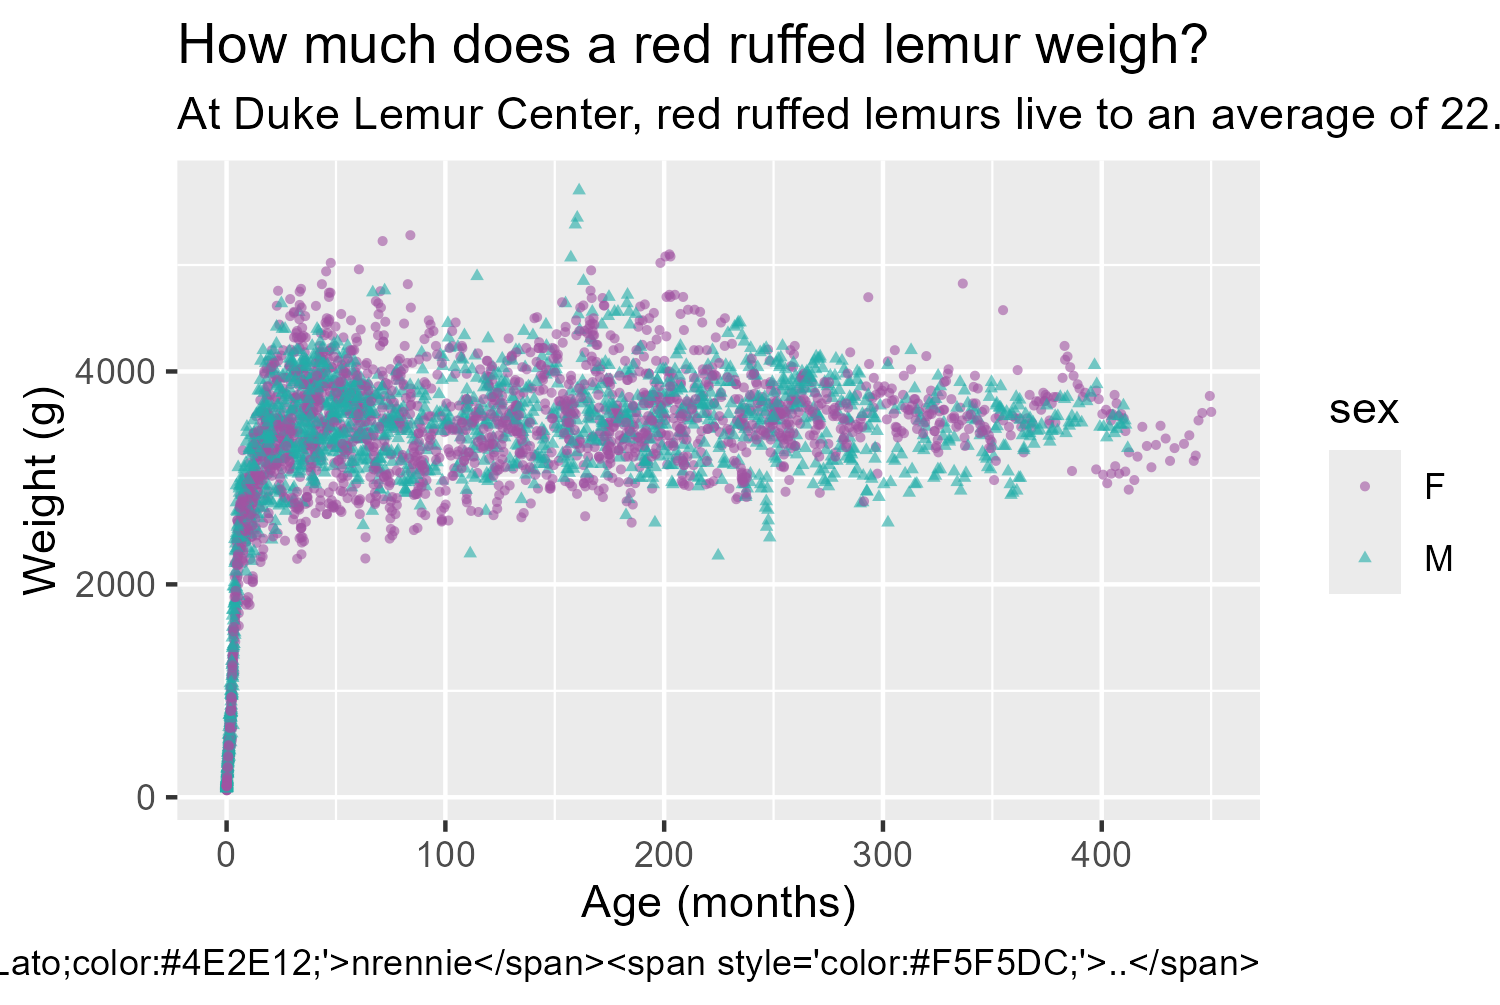 How much does a red ruffed lemur weigh?
At Duke Lemur Center, red ruffed lemurs live to an average of 22.
Weight (g)
4000
2000
0
0 100 200 300 400
Age (months)
sex
F
M
Lato;color:#4E2E12;'>nrennie</span><span style='color:#F5F5DC;'>..</span>